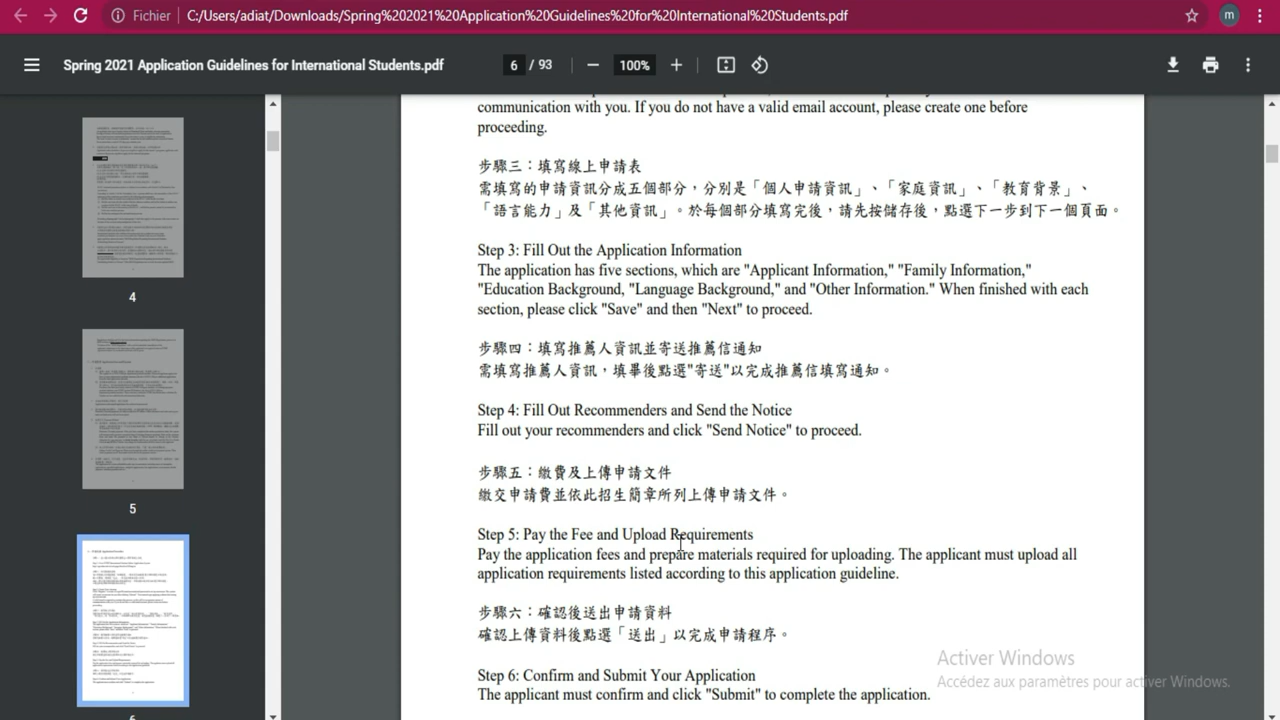 Fichier
C:/Users/adiat/Downloads/Spring%202021%20Application%20Guidelines%20for%20International%20Students.pdf
m
Spring 2021 Application Guidelines for International Students.pdf
6 / 93
100%
4
5
6
communication with you. If you do not have a valid email account, please create one before
proceeding.
步驟三：填寫線上申請表
需填寫的申請資訊分成五個部分，分別是「個人申請資訊」、「家庭資訊」、「教育背景」、
「語言能力」及「其他資訊」。於每個部分填寫完後，請先按儲存後，點選下一步到下一個頁面。
Step 3: Fill Out the Application Information
The application has five sections, which are "Applicant Information," "Family Information,"
"Education Background, "Language Background," and "Other Information." When finished with each
section, please click "Save" and then "Next" to proceed.
步驟四：填寫推薦人資訊並寄送推薦信通知
需填寫推薦人資訊，填畢後點選"寄送"以完成推薦信填寫通知。
Step 4: Fill Out Recommenders and Send the Notice
Fill out your recommenders and click "Send Notice" to proceed.
步驟五：繳費及上傳申請文件
繳交申請費並依此招生簡章所列上傳申請文件。
Step 5: Pay the Fee and Upload Requirements
Pay the application fees and prepare materials required for uploading. The applicant must upload all
application documents listed according to this application guideline.
步驟六：確認及送出申請資料
確認上傳後，點選「送出」以完成申請程序。
Step 6: Confirm and Submit Your Application
The applicant must confirm and click "Submit" to complete the application.
Activer Windows
Accédez aux paramètres pour activer Windows.